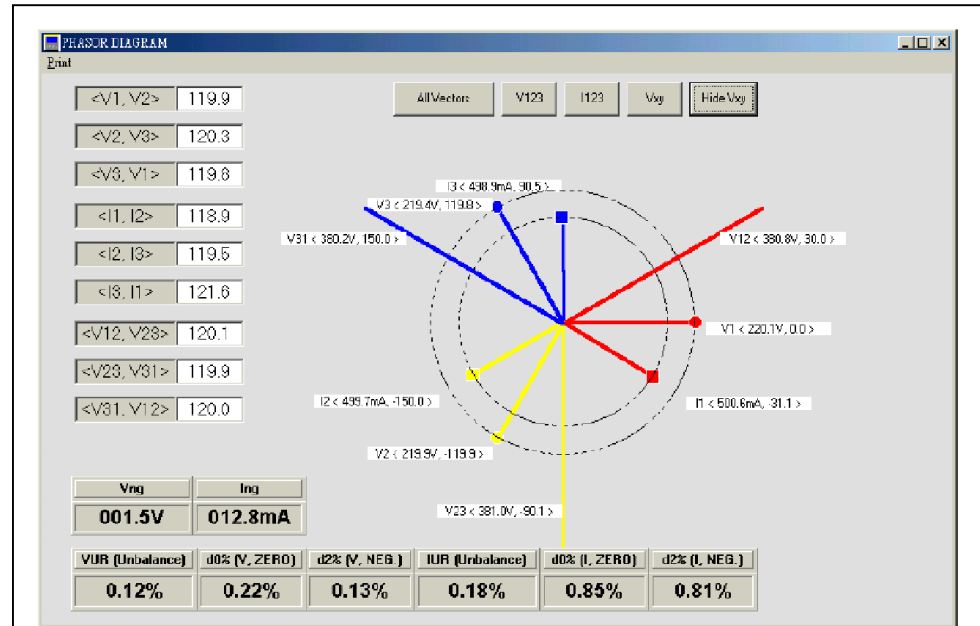 PHASOR DIAGRAM
Print
All Vectors V123 I123 Vxy Hide Vxy
<V1, V2> 119.9
<V2, V3> 120.3
<V3, V1> 119.8
<I1, I2> 118.9
<I2, I3> 119.5
<I3, I1> 121.6
<V12, V23> 120.1
<V23, V31> 119.9
<V31, V12> 120.0
I3 < 498.9mA, 90.5 >
V3 < 219.4V, 119.8 >
V31 < 380.2V, 150.0 >
V12 < 380.8V, 30.0 >
V1 < 220.1V, 0.0 >
I2 < 499.7mA, -150.0 >
I1 < 500.6mA, -31.1 >
V2 < 219.9V, -119.9 >
V23 < 381.0V, -90.1 >
Vng Ing
001.5V 012.8mA
VUR (Unbalance) d0% (V, ZERO) d2% (V, NEG.) IUR (Unbalance) d0% (I, ZERO) d2% (I, NEG.)
0.12% 0.22% 0.13% 0.18% 0.85% 0.81%